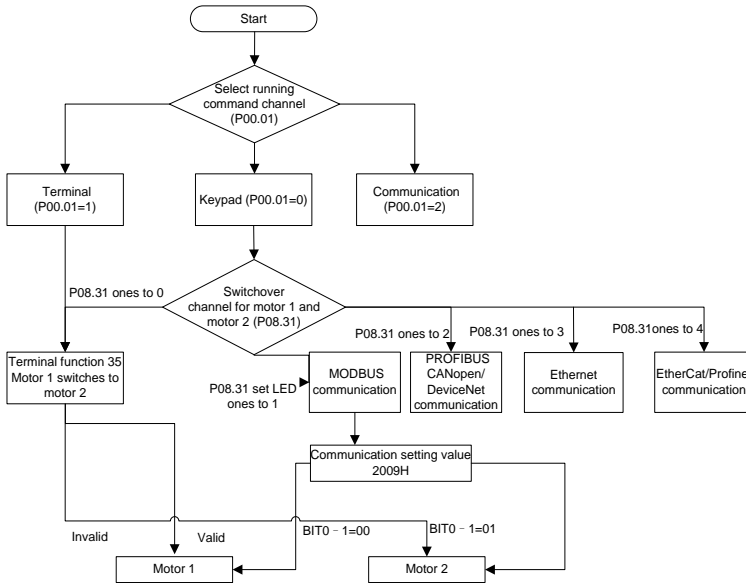 Start
Select running
command channel
(P00.01)
Terminal
(P00.01=1)
Keypad (P00.01=0)
Communication
(P00.01=2)
P08.31 ones to 0
Switchover
channel for motor 1 and
motor 2 (P08.31)
P08.31 ones to 2
P08.31 ones to 3
P08.31ones to 4
Terminal function 35
Motor 1 switches to
motor 2
P08.31 set LED
ones to 1
MODBUS
communication
PROFIBUS
CANopen/
DeviceNet
communication
Ethernet
communication
EtherCat/Profine
communication
Communication setting value
2009H
Invalid
Valid
BIT0–1=00
BIT0–1=01
Motor 1
Motor 2